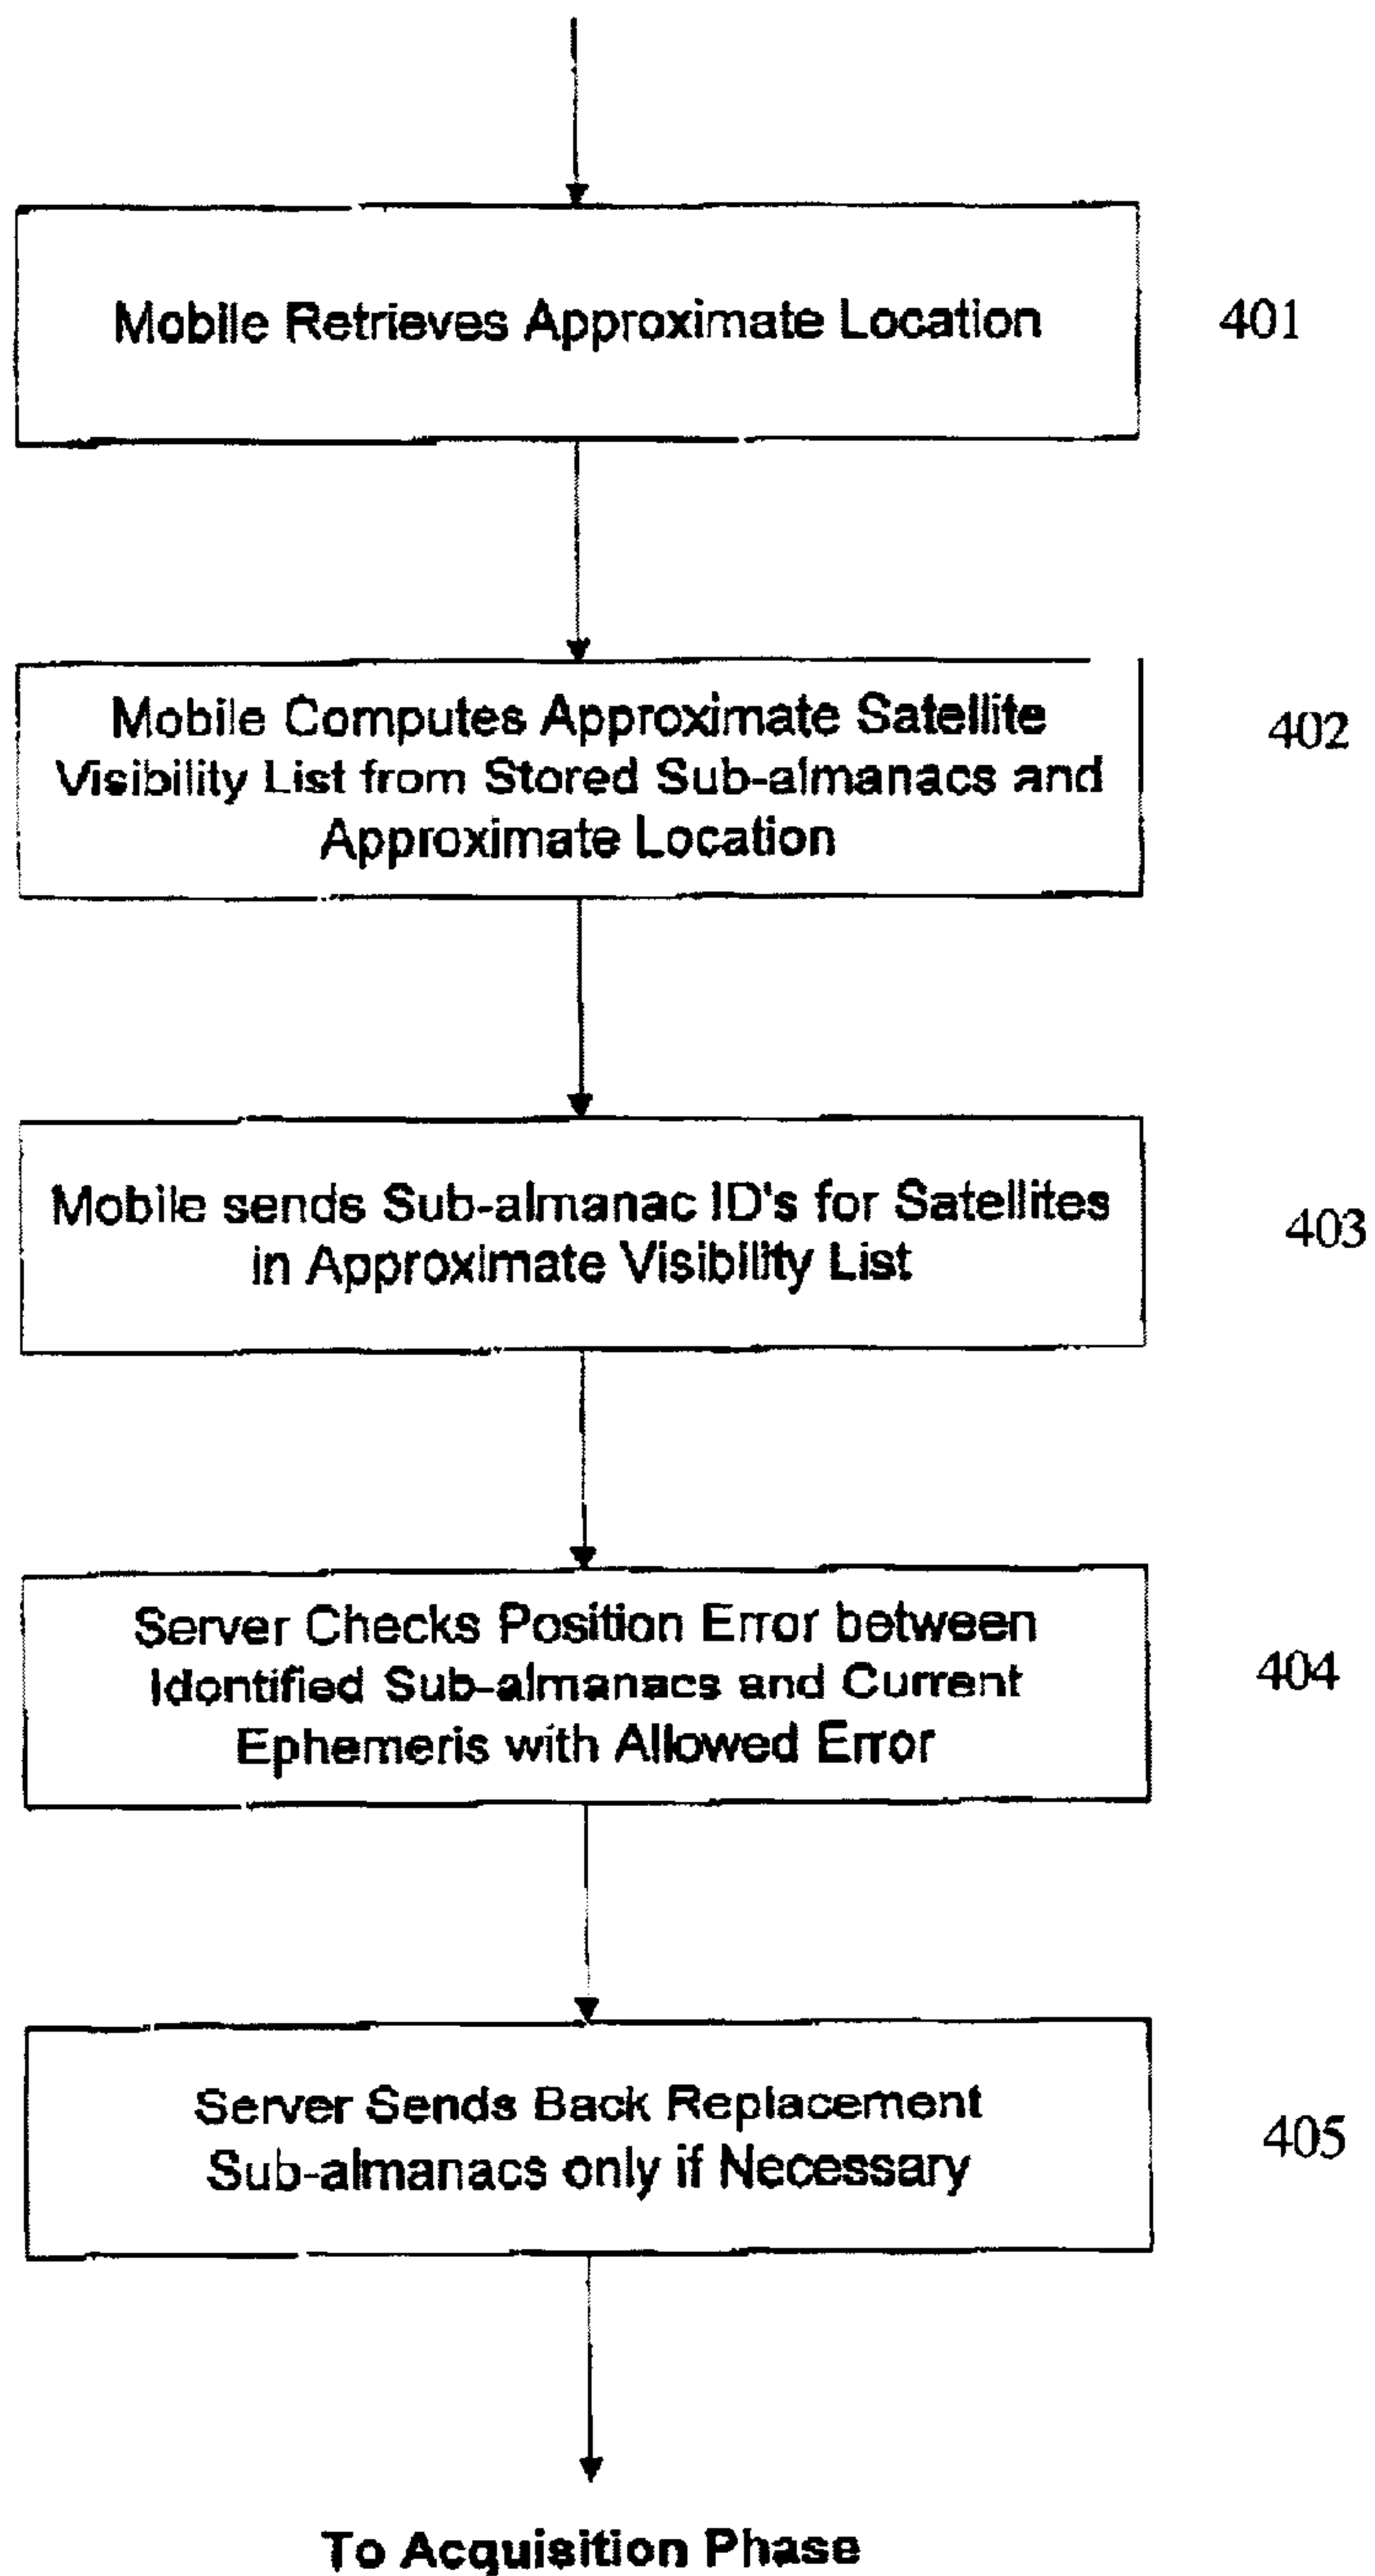 Mobile Retrieves Approximate Location
401
Mobile Computes Approximate Satellite
Visibility List from Stored Sub-almanacs and
Approximate Location
402
Mobile sends Sub-almanac ID's for Satellites
in Approximate Visibility List
403
Server Checks Position Error between
Identified Sub-almanacs and Current
Ephemeris with Allowed Error
404
Server Sends Back Replacement
Sub-almanacs only if Necessary
405
To Acquisition Phase